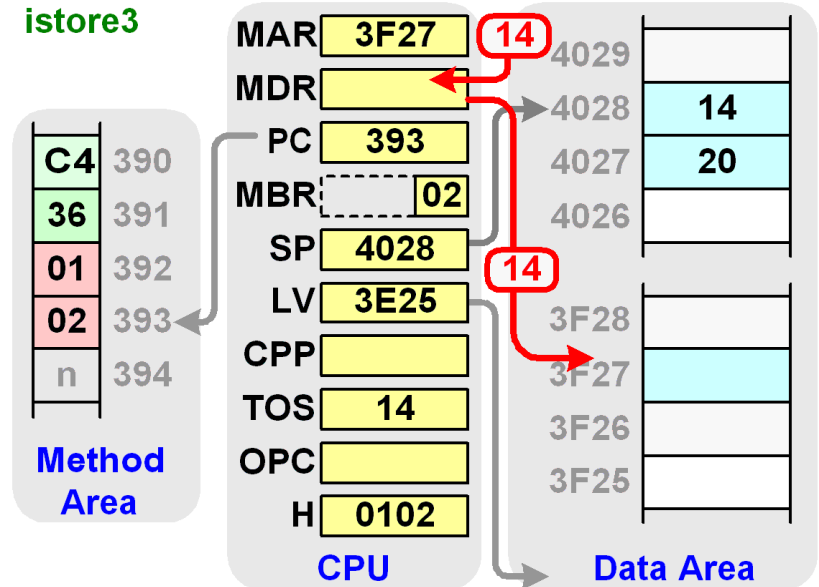 istore3
C4 390
36 391
01 392
02 393
n 394
Method
Area
MAR 3F27
MDR
PC 393
MBR 02
SP 4028
LV 3E25
CPP
TOS 14
OPC
H 0102
CPU
14
14
4029
4028 14
4027 20
4026
3F28
3F27
3F26
3F25
Data Area